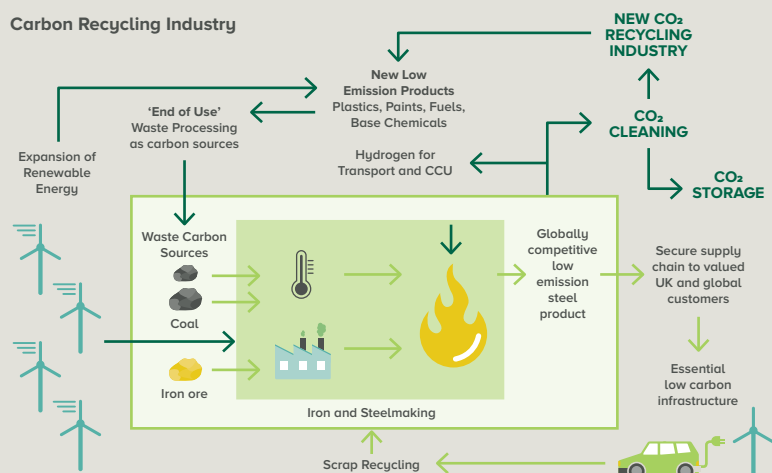 Carbon Recycling Industry
NEW CO₂
RECYCLING
INDUSTRY
New Low
Emission Products
Plastics, Paints, Fuels,
Base Chemicals
‘End of Use’
Waste Processing
as carbon sources
CO₂
CLEANING
Expansion of
Renewable
Energy
Hydrogen for
Transport and CCU
CO₂
STORAGE
Waste Carbon
Sources
Coal
Iron ore
Globally
competitive
low
emission
steel
product
Secure supply
chain to valued
UK and global
customers
Essential
low carbon
infrastructure
Iron and Steelmaking
Scrap Recycling